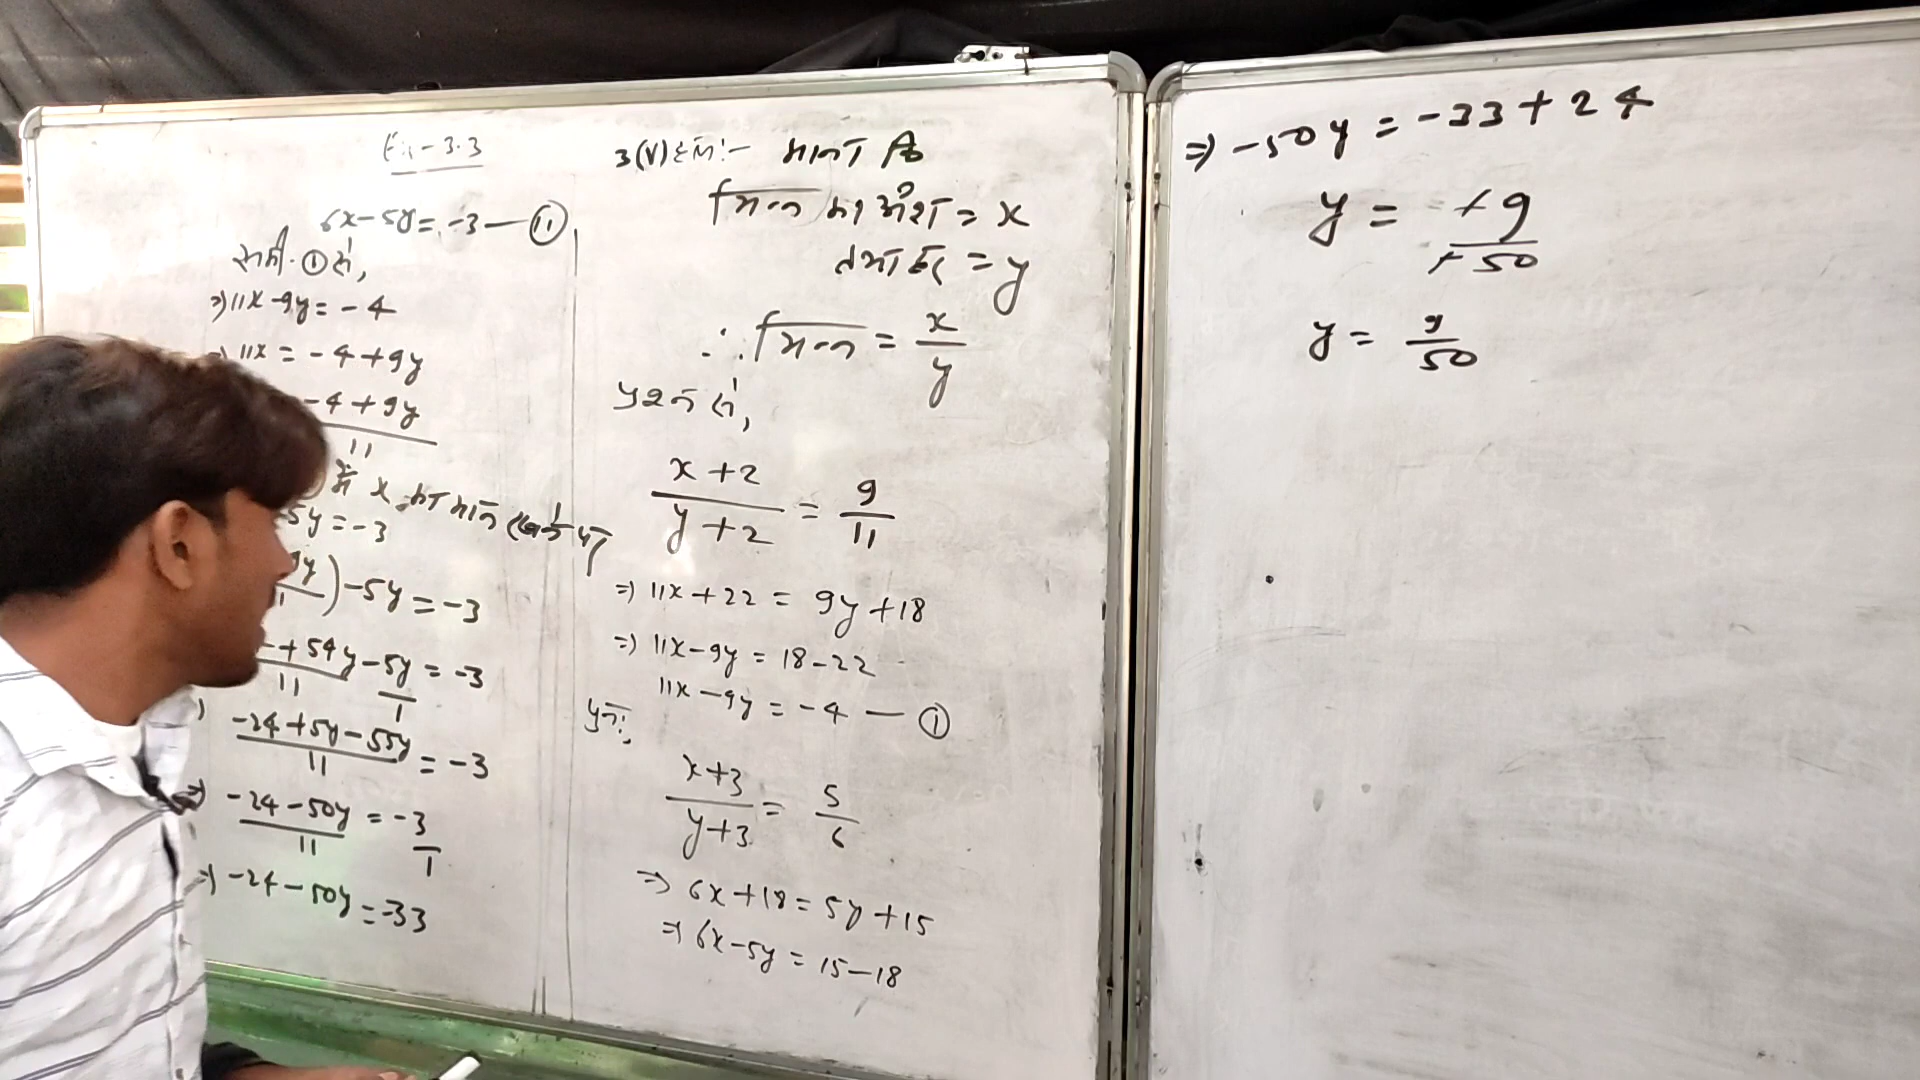 Ex-3.3
6x-5y=-3—(11)
समी. ① से,
⇒ 11x-9y=-4
⇒ 11x=-4+9y
-4+9y/11
में x का मान रखने पर
5y=-3
9y/11)-5y=-3
+54y/11-5y/1=-3
-24+5y-55y/11=-3
⇒ -24-50y/11=-3/1
⇒ -24-50y=-33
3(V) हल:- माना कि
भिन्न का अंश = x
तथा हर = y
∴ भिन्न = x/y
प्रश्न से,
x+2/y+2=9/11
⇒ 11x+22=9y+18
⇒ 11x-9y=18-22
11x-9y=-4—①
पुनः,
x+3/y+3=5/6
⇒ 6x+18=5y+15
⇒ 6x-5y=15-18
⇒ -50y=-33+24
y=+9/+50
y=9/50